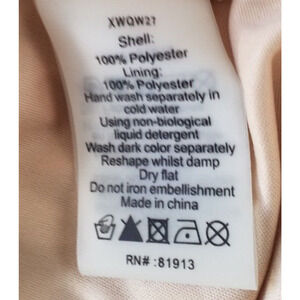 XWQW27
Shell:
100% Polyester
Lining:
100% Polyester
Hand wash separately in
cold water
Using non-biological
liquid detergent
Wash dark color separately
Reshape whilst damp
Dry flat
Do not iron embellishment
Made in china
RN# :81913